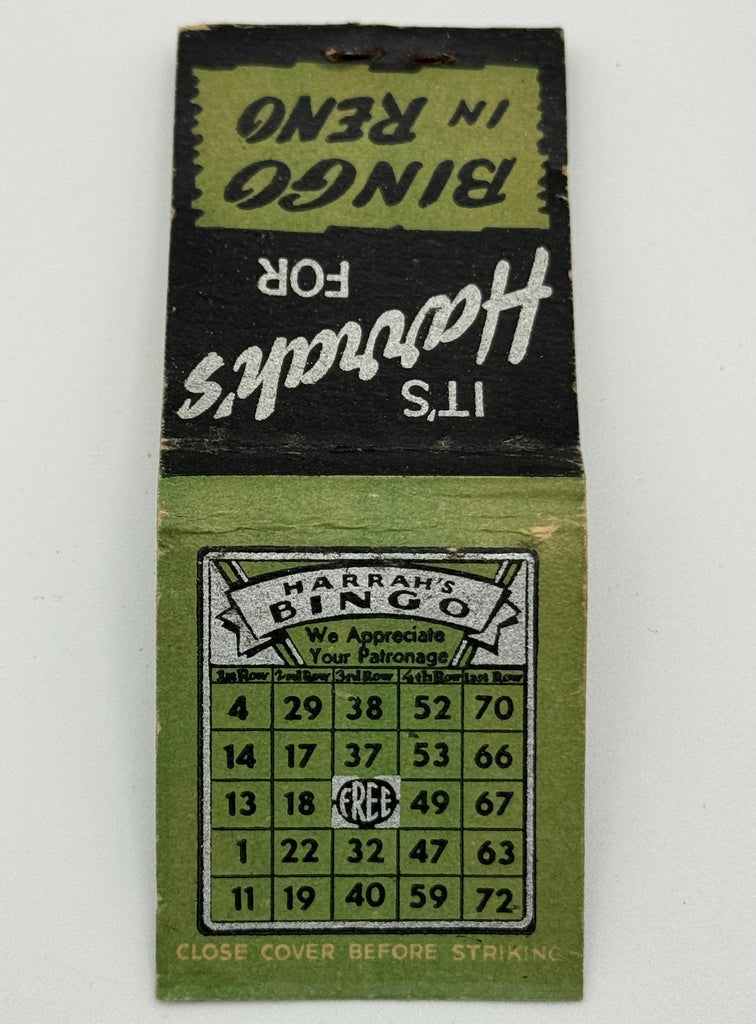 IT'S
Harrah's
FOR
BINGO
IN RENO
HARRAH'S
BINGO
We Appreciate
Your Patronage
1st Row 2nd Row 3rd Row 4th Row Last Row
4 29 38 52 70
14 17 37 53 66
13 18 FREE 49 67
1 22 32 47 63
11 19 40 59 72
CLOSE COVER BEFORE STRIKING